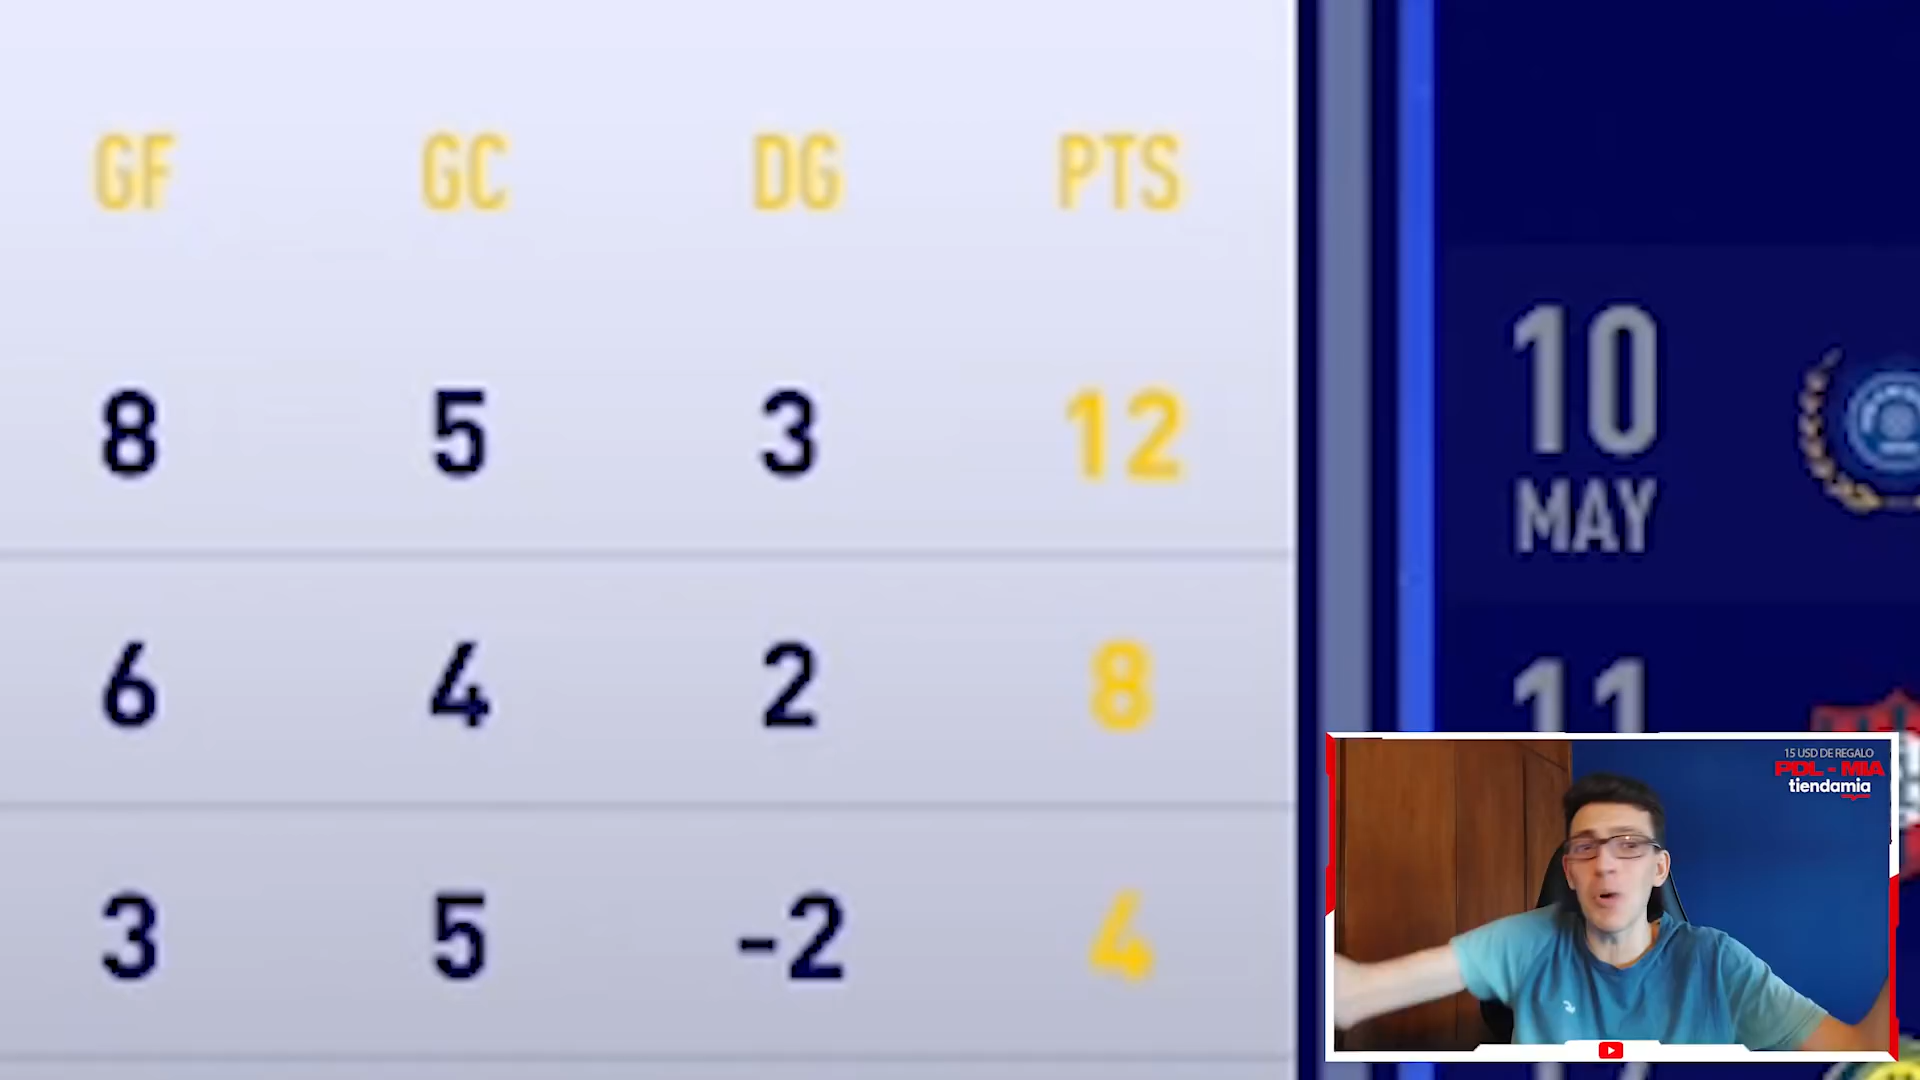 GF GC DG PTS
8 5 3 12
6 4 2 8
3 5 -2 4
10
MAY
11
15 USD DE REGALO
PDL - MIA
tiendamia